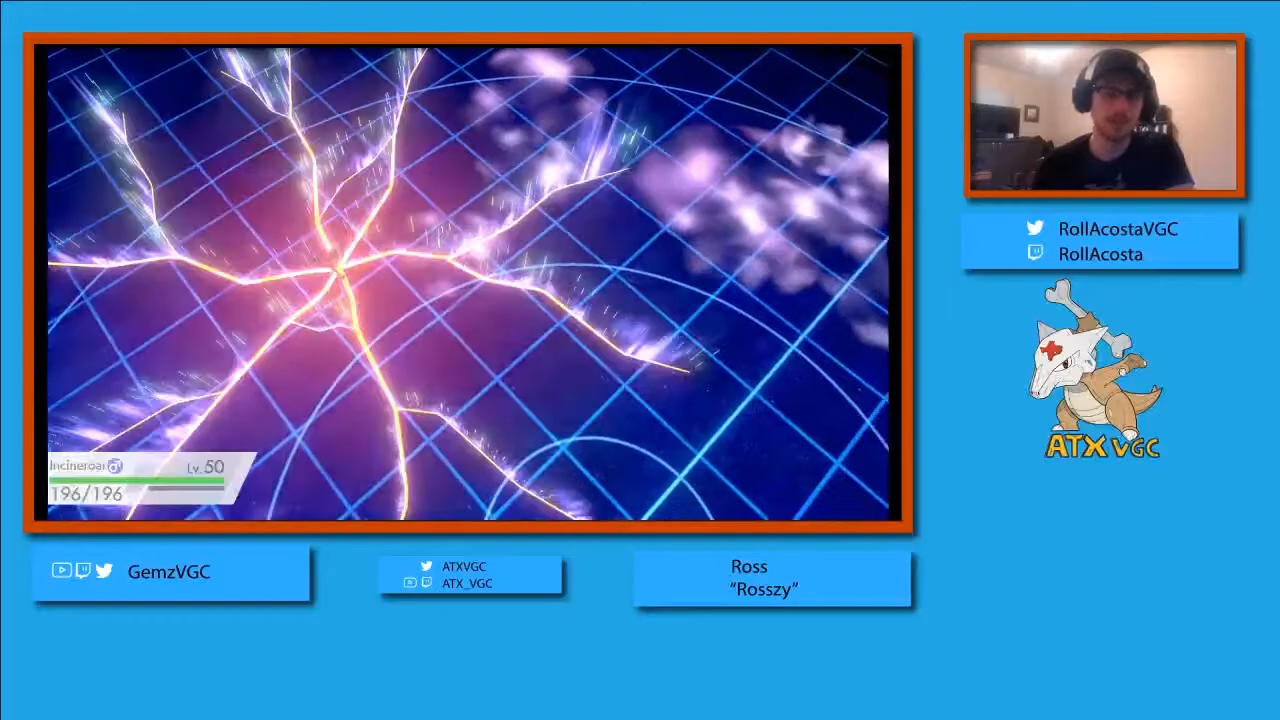 RollAcostaVGC
RollAcosta
ATX VGC
Incineroar Lv. 50
196/196
GemzVGC
ATXVGC
ATX_VGC
Ross
“Rosszy”